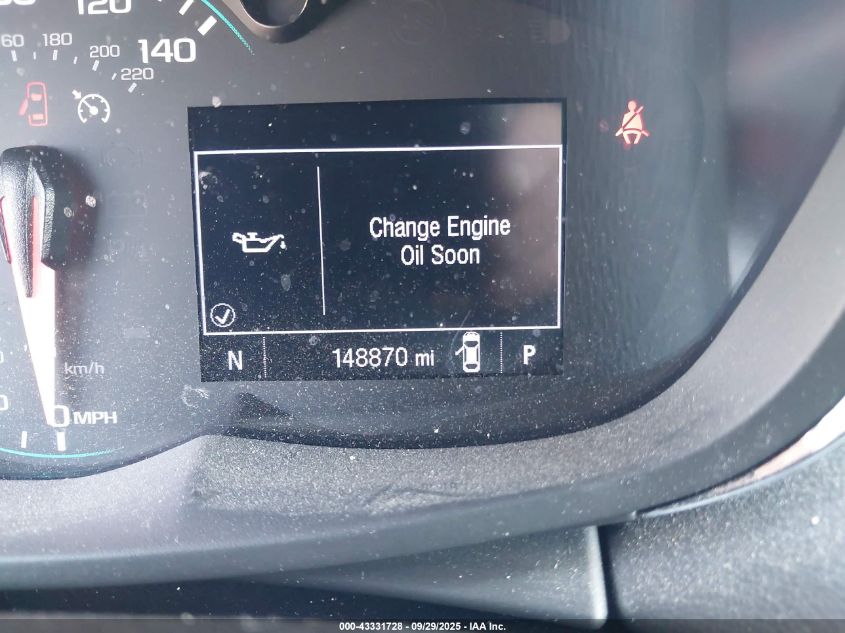 120
140
160
180
200
220
Change Engine
Oil Soon
N 148870 mi P
km/h
0 MPH
000-43331728 - 09/29/2025 - IAA Inc.